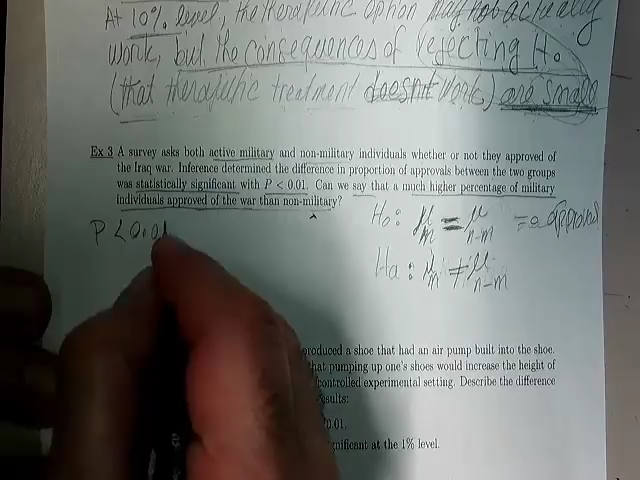 At 10% level, the therapeutic option may not actually
work, but the consequences of rejecting Ho
(that therapeutic treatment doesn't work) are small
Ex 3 A survey asks both active military and non-military individuals whether or not they approved of
the Iraq war. Inference determined the difference in proportion of approvals between the two groups
was statistically significant with P < 0.01. Can we say that a much higher percentage of military
individuals approved of the war than non-military?
Ho: μm = μn-m approval
Ha: μm ≠ μn-m
P < 0.01
produced a shoe that had an air pump built into the shoe.
that pumping up one's shoes would increase the height of
controlled experimental setting. Describe the difference
sults:
0.01.
gnificant at the 1% level.